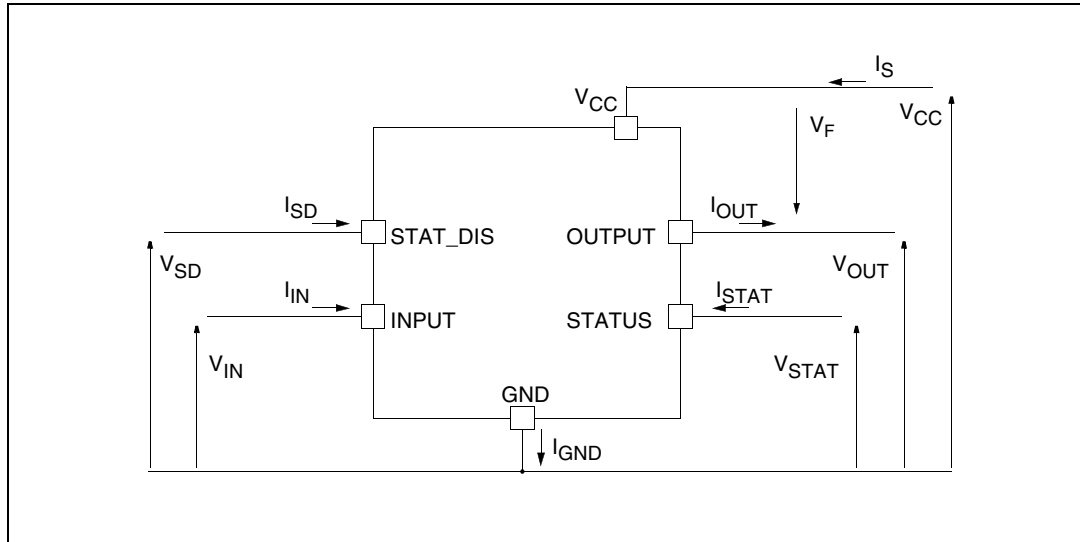 I_S
V_CC
V_CC
V_F
I_SD
I_OUT
STAT_DIS
OUTPUT
V_SD
V_OUT
I_IN
I_STAT
INPUT
STATUS
V_IN
V_STAT
GND
I_GND